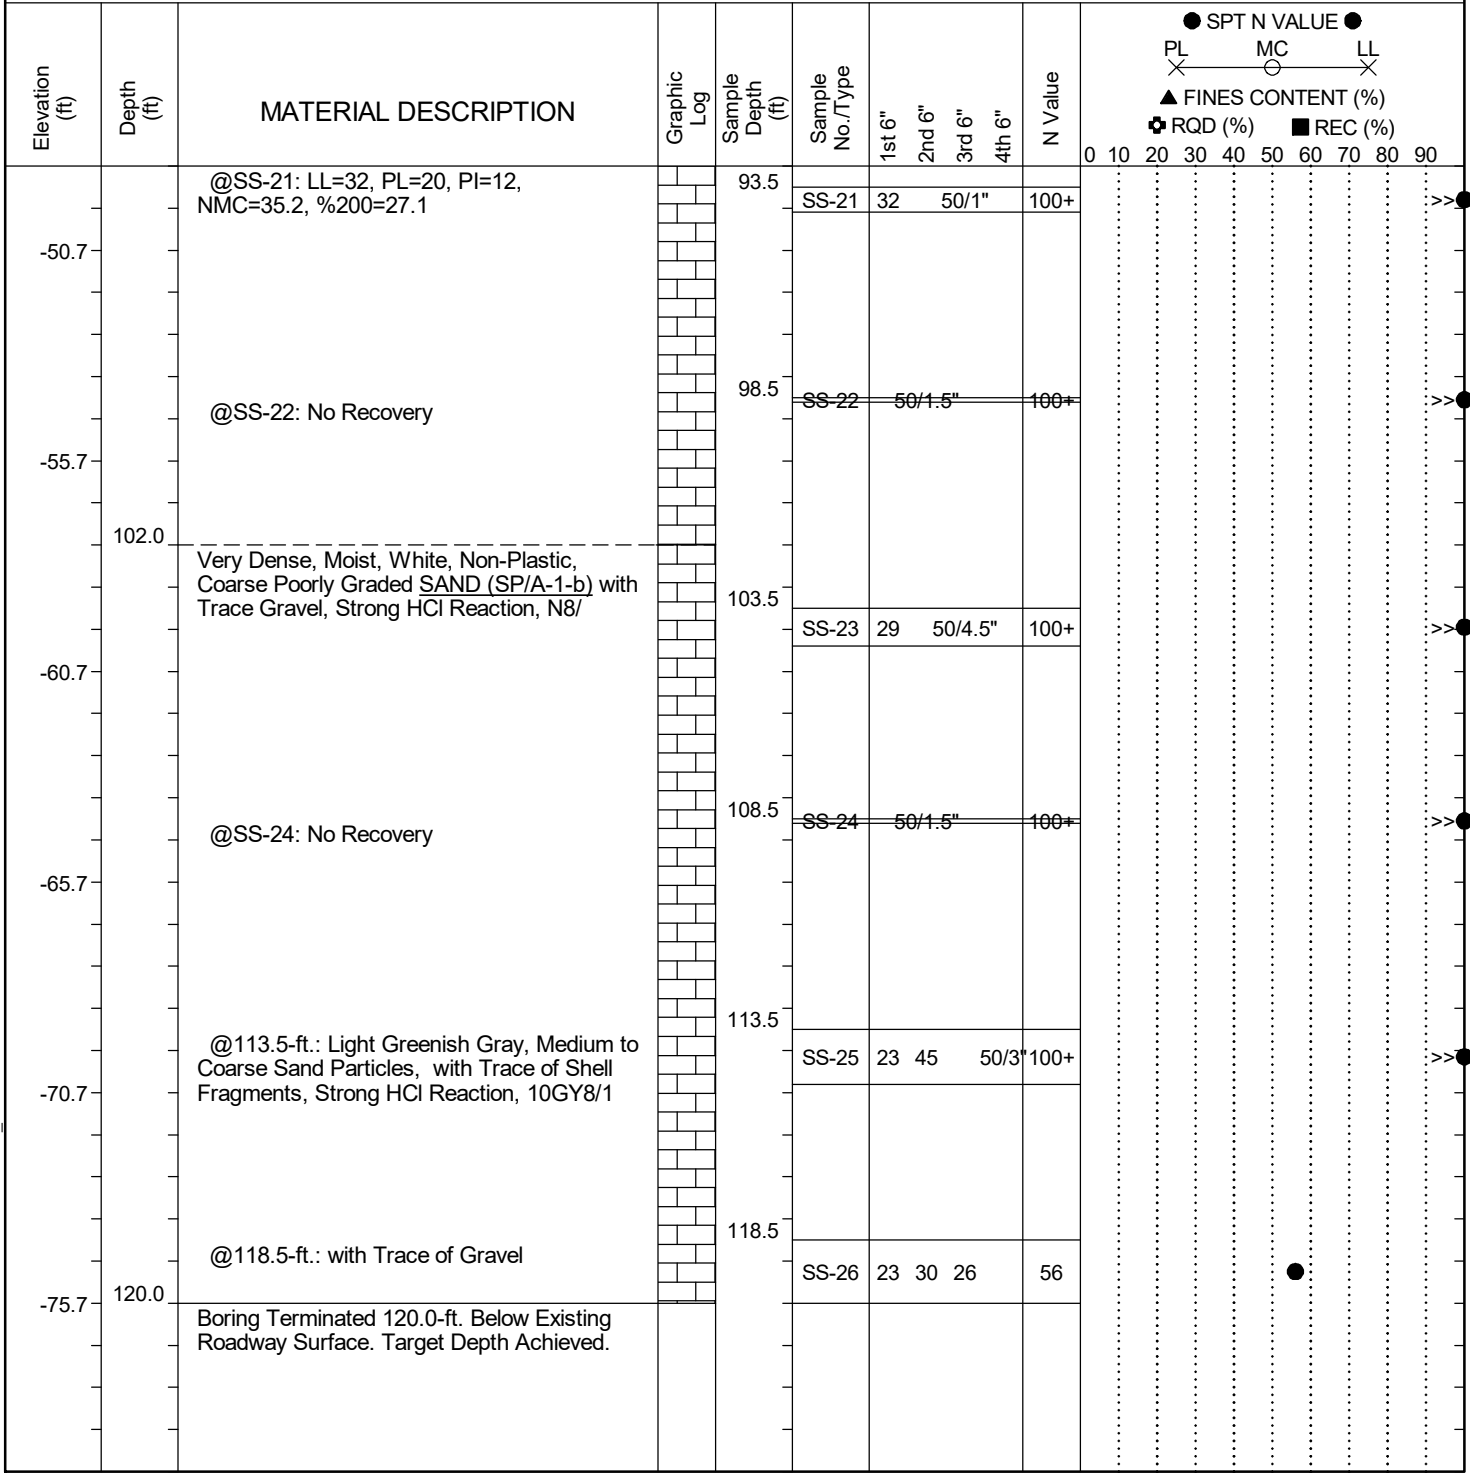 Elevation (ft)
Depth (ft)
MATERIAL DESCRIPTION
Graphic Log
Sample Depth (ft)
Sample No./Type
1st 6"
2nd 6"
3rd 6"
4th 6"
N Value
● SPT N VALUE ●
PL MC LL
▲ FINES CONTENT (%)
RQD (%) ■ REC (%)
0 10 20 30 40 50 60 70 80 90
@SS-21: LL=32, PL=20, PI=12,
NMC=35.2, %200=27.1
93.5
SS-21 32 50/1" 100+ >>
-50.7
98.5
@SS-22: No Recovery
SS-22 50/1.5" 100+ >>
-55.7
102.0
Very Dense, Moist, White, Non-Plastic,
Coarse Poorly Graded SAND (SP/A-1-b) with
Trace Gravel, Strong HCl Reaction, N8/
103.5
SS-23 29 50/4.5" 100+ >>
-60.7
108.5
@SS-24: No Recovery
SS-24 50/1.5" 100+ >>
-65.7
113.5
@113.5-ft.: Light Greenish Gray, Medium to
Coarse Sand Particles, with Trace of Shell
Fragments, Strong HCl Reaction, 10GY8/1
SS-25 23 45 50/3" 100+ >>
-70.7
118.5
@118.5-ft.: with Trace of Gravel
SS-26 23 30 26 56
120.0
-75.7
Boring Terminated 120.0-ft. Below Existing
Roadway Surface. Target Depth Achieved.